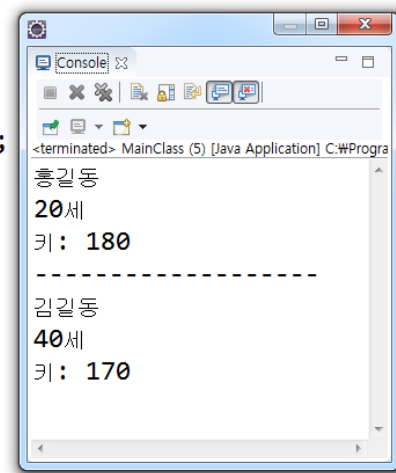 Console
;
<terminated> MainClass (5) [Java Application] C:₩Progra
홍길동
20세
키: 180
-------------------
김길동
40세
키: 170